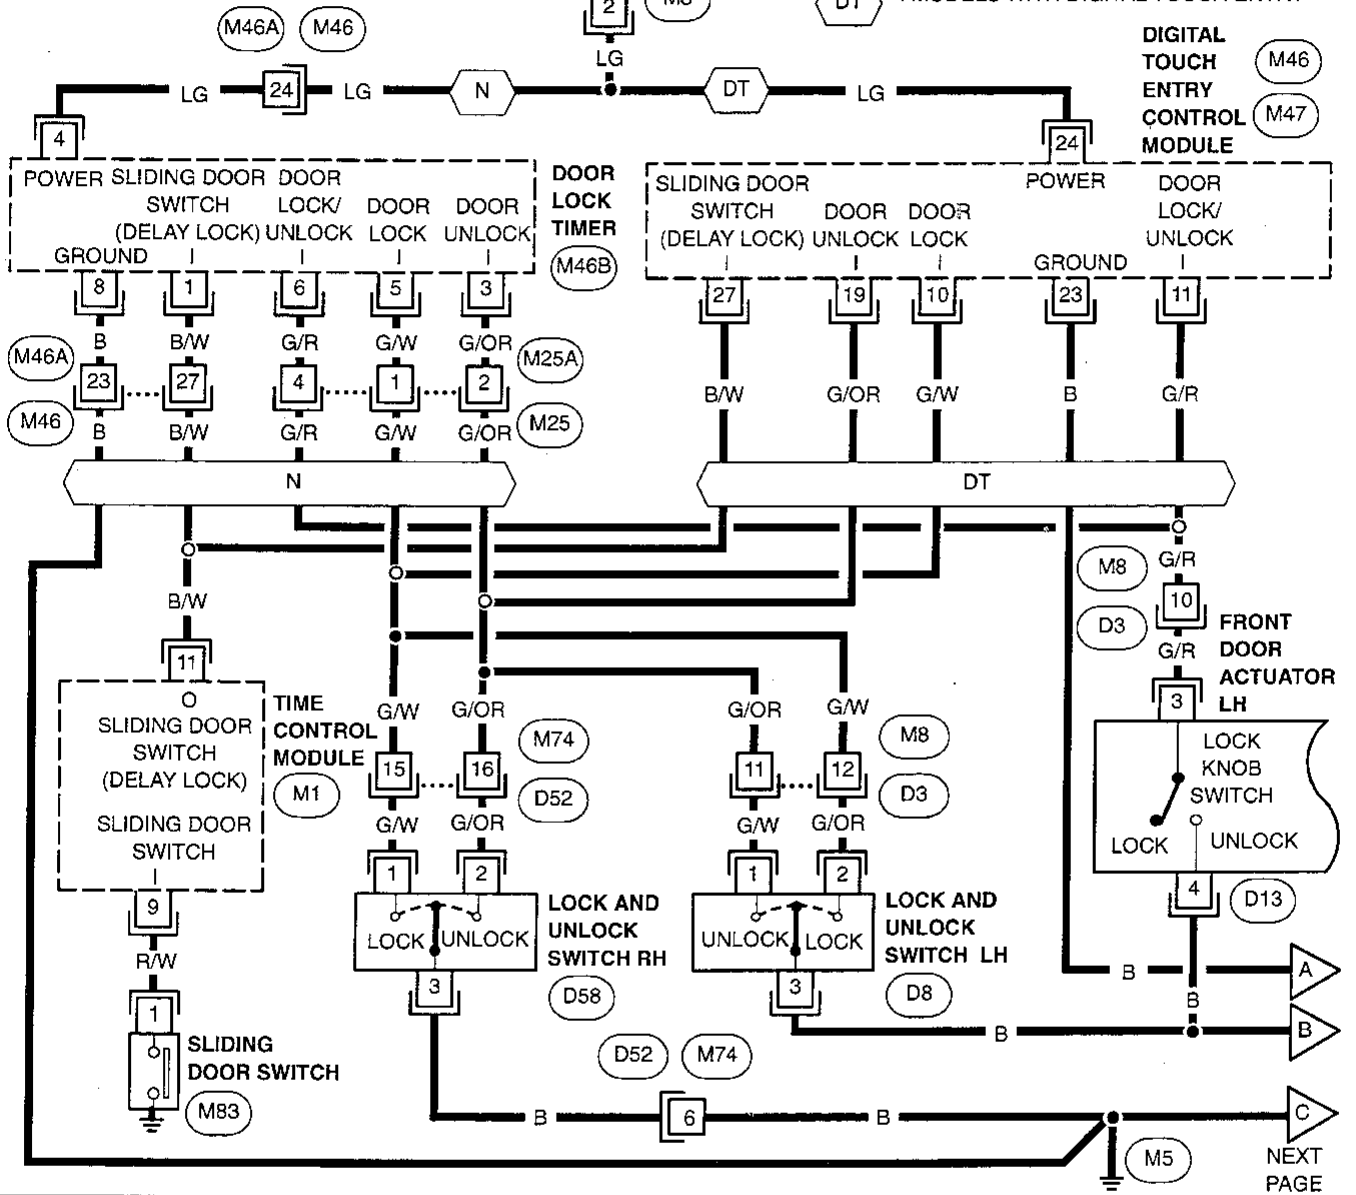 M46A
M46
2
LG
DIGITAL
TOUCH
ENTRY
CONTROL
MODULE
M46
M47
LG
24
LG
N
DT
LG
4
24
POWER
SLIDING DOOR
SWITCH
(DELAY LOCK)
DOOR
LOCK/
UNLOCK
DOOR
LOCK
DOOR
UNLOCK
GROUND
DOOR
LOCK
TIMER
M46B
SLIDING DOOR
SWITCH
(DELAY LOCK)
DOOR
UNLOCK
DOOR
LOCK
POWER
GROUND
DOOR
LOCK/
UNLOCK
8
1
6
5
3
27
19
10
23
11
B
B/W
G/R
G/W
G/OR
M46A
23
27
4
1
2
M25A
M46
B
B/W
G/R
G/W
G/OR
M25
B/W
G/OR
G/W
B
G/R
N
DT
B/W
M8
G/R
10
D3
G/R
FRONT
DOOR
ACTUATOR
LH
11
3
SLIDING DOOR
SWITCH
(DELAY LOCK)
SLIDING DOOR
SWITCH
TIME
CONTROL
MODULE
M1
G/W
G/OR
M74
15
16
D52
G/W
G/OR
G/OR
G/W
M8
11
12
D3
G/W
G/OR
LOCK
KNOB
SWITCH
LOCK
UNLOCK
4
D13
1
2
LOCK
UNLOCK
LOCK AND
UNLOCK
SWITCH RH
3
D58
1
2
UNLOCK
LOCK
LOCK AND
UNLOCK
SWITCH LH
3
D8
9
R/W
1
SLIDING
DOOR SWITCH
M83
B
A
B
B
B
D52
M74
B
6
B
C
M5
NEXT
PAGE